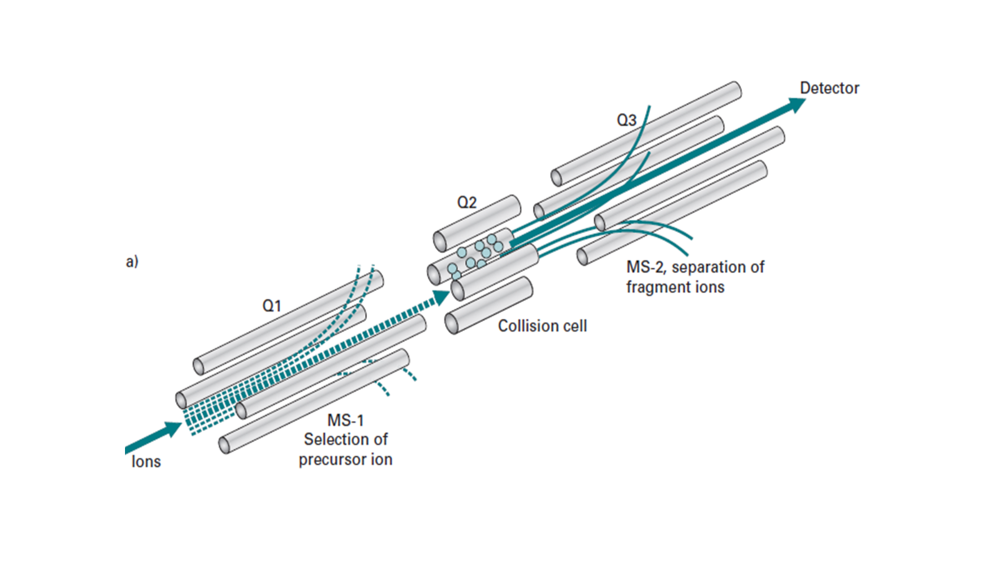 Detector
Q3
Q2
a)
MS-2, separation of
fragment ions
Q1
Collision cell
MS-1
Selection of
precursor ion
Ions